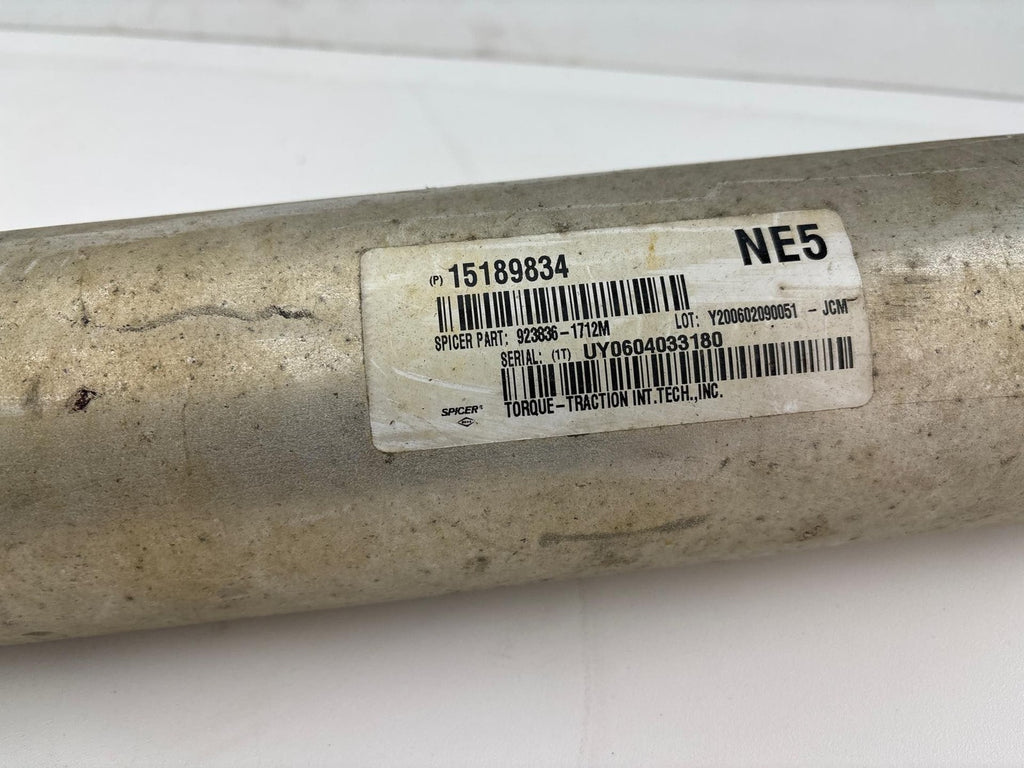 NE5
(P) 15189834
SPICER PART: 923836-1712M LOT: Y200602090051 - JCM
SERIAL: (1T) UY0604033180
SPICER® TORQUE-TRACTION INT.TECH.,INC.